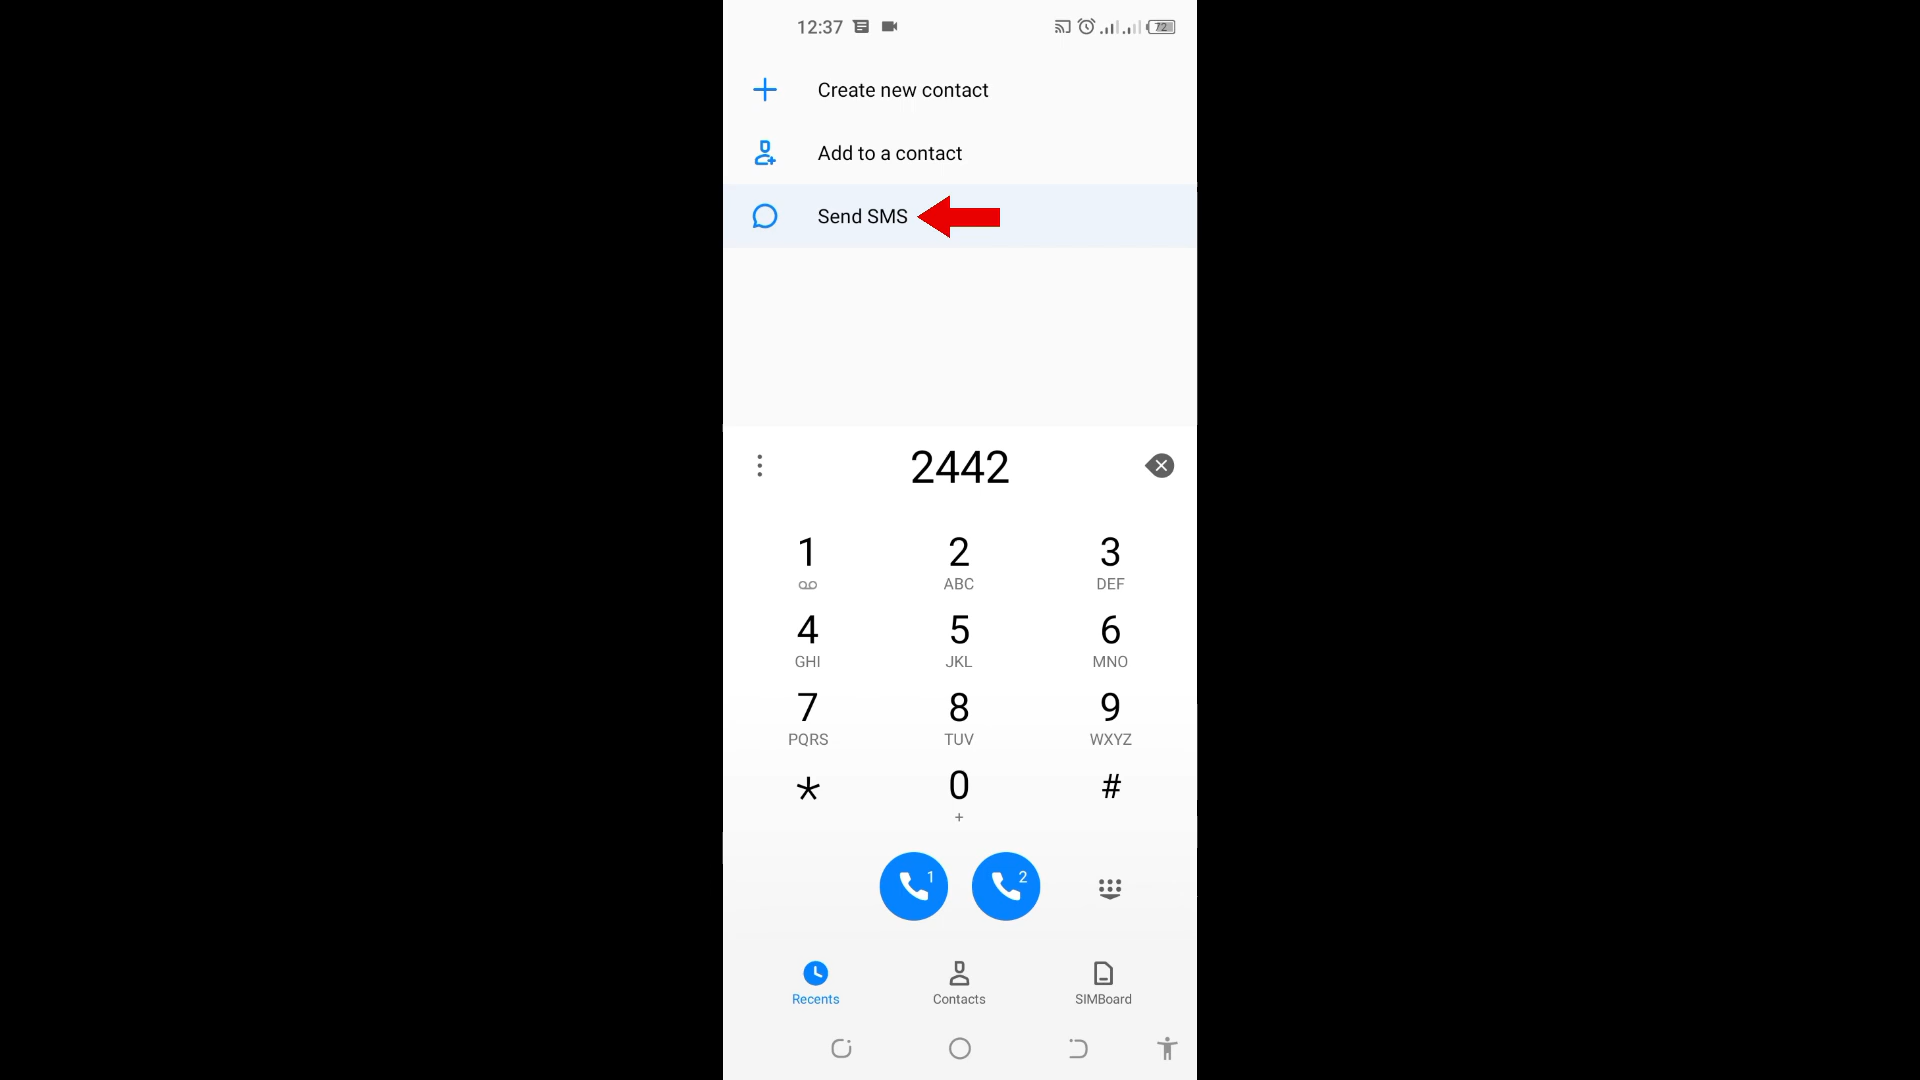 12:37 72
Create new contact
Add to a contact
Send SMS
2442
1 2 3
ABC DEF
4 5 6
GHI JKL MNO
7 8 9
PQRS TUV WXYZ
* 0 #
+
1 2
Recents Contacts SIMBoard